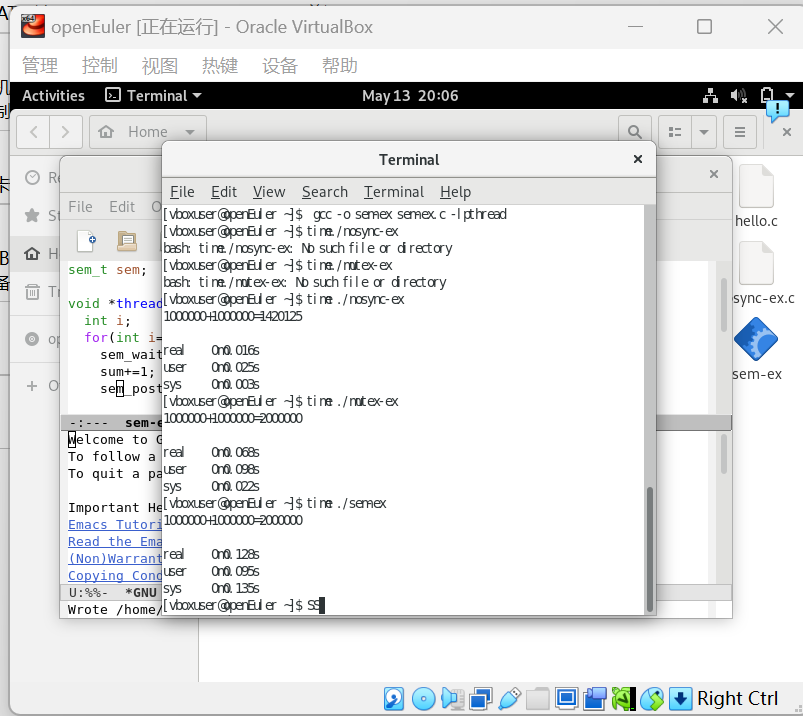 openEuler [正在运行] - Oracle VirtualBox
管理 控制 视图 热键 设备 帮助
Activities Terminal May 13 20:06
Home
Terminal
File Edit View Search Terminal Help
[vboxuser@openEuler ~]$  gcc -o sem-ex sem-ex.c -lpthread
[vboxuser@openEuler ~]$ time./nosync-ex
bash: time./nosync-ex: No such file or directory
[vboxuser@openEuler ~]$ time./mutex-ex
bash: time./mutex-ex: No such file or directory
[vboxuser@openEuler ~]$ time ./nosync-ex
1000000+1000000=1420125
real 0m0.016s
user 0m0.025s
sys 0m0.003s
[vboxuser@openEuler ~]$ time ./mutex-ex
1000000+1000000=2000000
real 0m0.068s
user 0m0.098s
sys 0m0.022s
[vboxuser@openEuler ~]$ time ./sem-ex
1000000+1000000=2000000
real 0m0.128s
user 0m0.095s
sys 0m0.135s
[vboxuser@openEuler ~]$ SS
File Edit
sem_t sem;
void *thread
int i;
for(int i=
sem_wait
sum+=1;
sem_post
-:--- sem-e
Welcome to G
To follow a
To quit a pa
Important He
Emacs Tutori
Read the Ema
(Non)Warrant
Copying Cond
U:%%- *GNU
Wrote /home/
hello.c
sync-ex.c
sem-ex
Right Ctrl